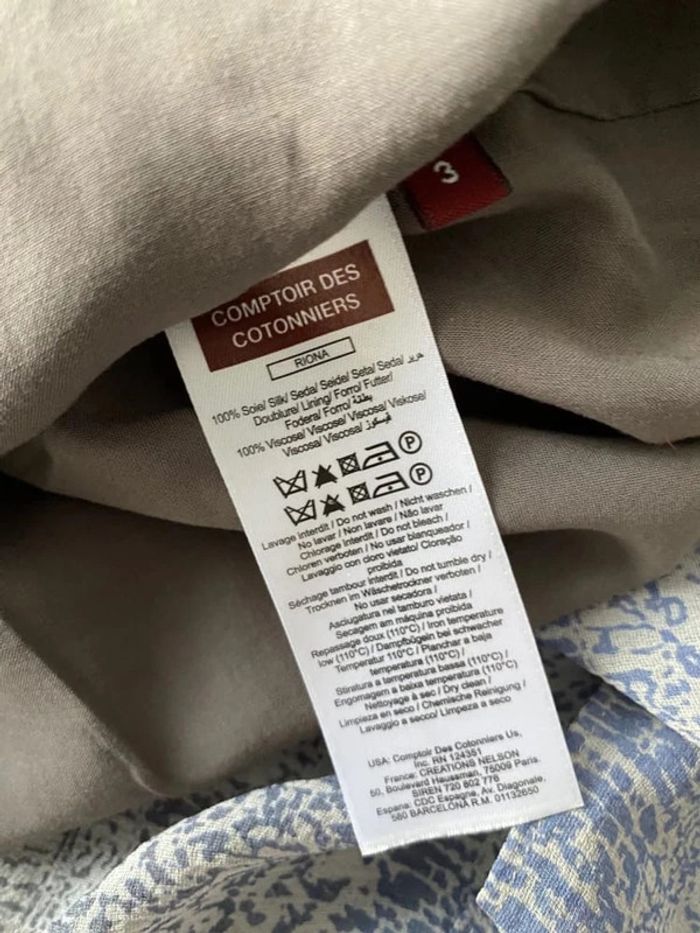 3
COMPTOIR DES
COTONNIERS
RIONA
100% Soie/ Silk/ Seda/ Seide/ Seta/ Seda/ حرير
Doublure/ Lining/ Forro/ Futter/
Fodera/ Forro/ بطانة
100% Viscose/ Viscose/ Viscosa/ Viskose/
Viscosa/ Viscosa/ فيسكوز
P
P
Lavage interdit / Do not wash / Nicht waschen /
No lavar / Non lavare / Não lavar
Chlorage interdit / Do not bleach /
Chloren verboten / No usar blanqueador /
Lavaggio con cloro vietato/ Cloração
proibida
Séchage tambour interdit / Do not tumble dry /
Trocknen im Wäschetrockner verboten /
No usar secadora /
Asciugatura nel tamburo vietata /
Secagem am máquina proibida
Repassage doux (110°C) / Iron temperature
low (110°C) / Dampfbügeln bei schwacher
Temperatur 110°C / Planchar a baja
temperatura (110°C) /
Stiratura a temperatura bassa (110°C) /
Engomagem a baixa temperatura (110°C)
Nettoyage à sec / Dry clean /
Limpieza en seco / Chemische Reinigung /
Lavaggio a secco/ Limpeza a seco
USA: Comptoir Des Cotonniers Us,
Inc. RN 124351
France: CREATIONS NELSON
50, Boulevard Haussman, 75009 Paris.
SIREN 720 802 776
Espana: CDC Espagne, Av. Diagonale,
580 BARCELONA R.M. 01132650